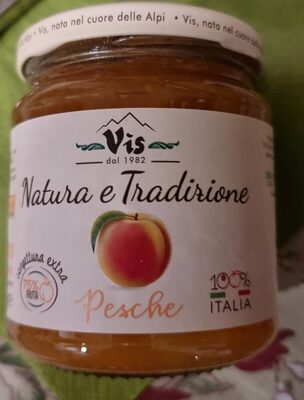 Alpi • Vis, nata nel cuore delle Alpi • Vis, nata nel cuore
Vis
dal 1982
Natura e Tradizione
confettura extra
75%
FRUTTA
Pesche
100%
ITALIA